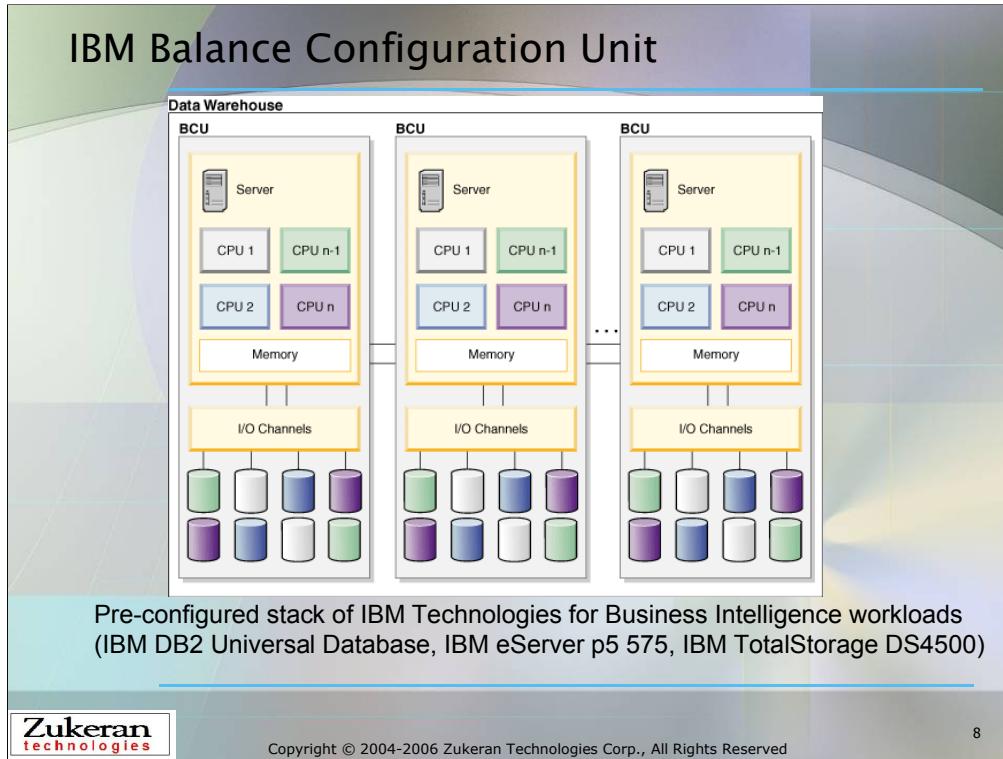 IBM Balance Configuration Unit
Data Warehouse
BCU
Server
CPU 1
CPU n-1
CPU 2
CPU n
Memory
I/O Channels
BCU
Server
CPU 1
CPU n-1
CPU 2
CPU n
Memory
I/O Channels
...
BCU
Server
CPU 1
CPU n-1
CPU 2
CPU n
Memory
I/O Channels
Pre-configured stack of IBM Technologies for Business Intelligence workloads
(IBM DB2 Universal Database, IBM eServer p5 575, IBM TotalStorage DS4500)
Zukeran
technologies
Copyright © 2004-2006 Zukeran Technologies Corp., All Rights Reserved
8